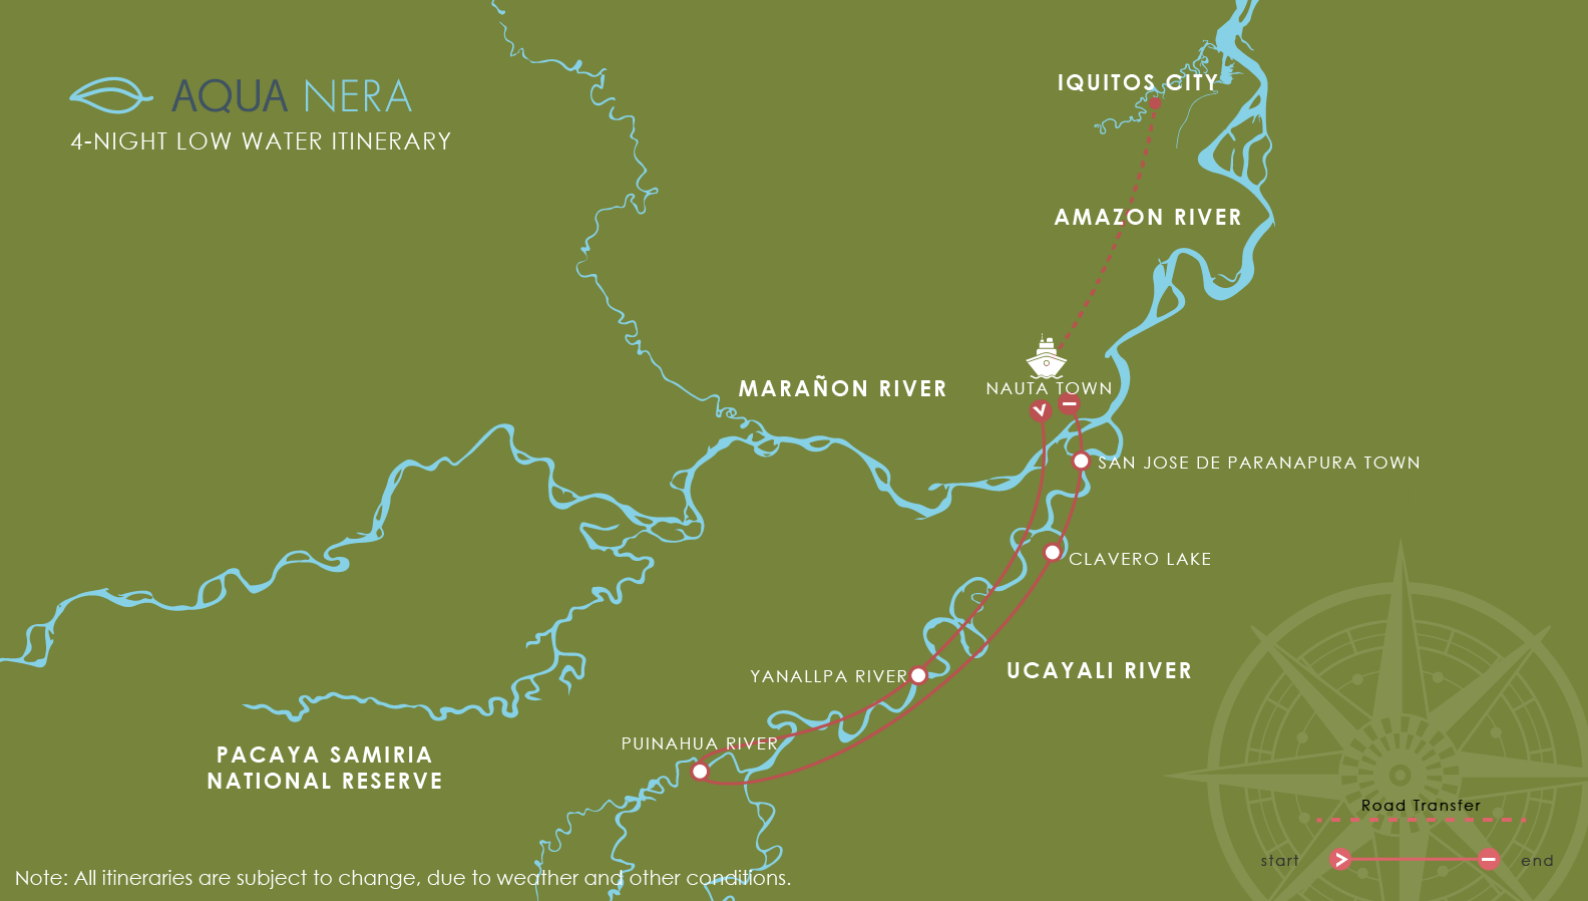 AQUA NERA
4-NIGHT LOW WATER ITINERARY
IQUITOS CITY
AMAZON RIVER
MARAÑON RIVER
NAUTA TOWN
SAN JOSE DE PARANAPURA TOWN
CLAVERO LAKE
UCAYALI RIVER
YANALLPA RIVER
PUINAHUA RIVER
PACAYA SAMIRIA
NATIONAL RESERVE
Road Transfer
start
end
Note: All itineraries are subject to change, due to weather and other conditions.